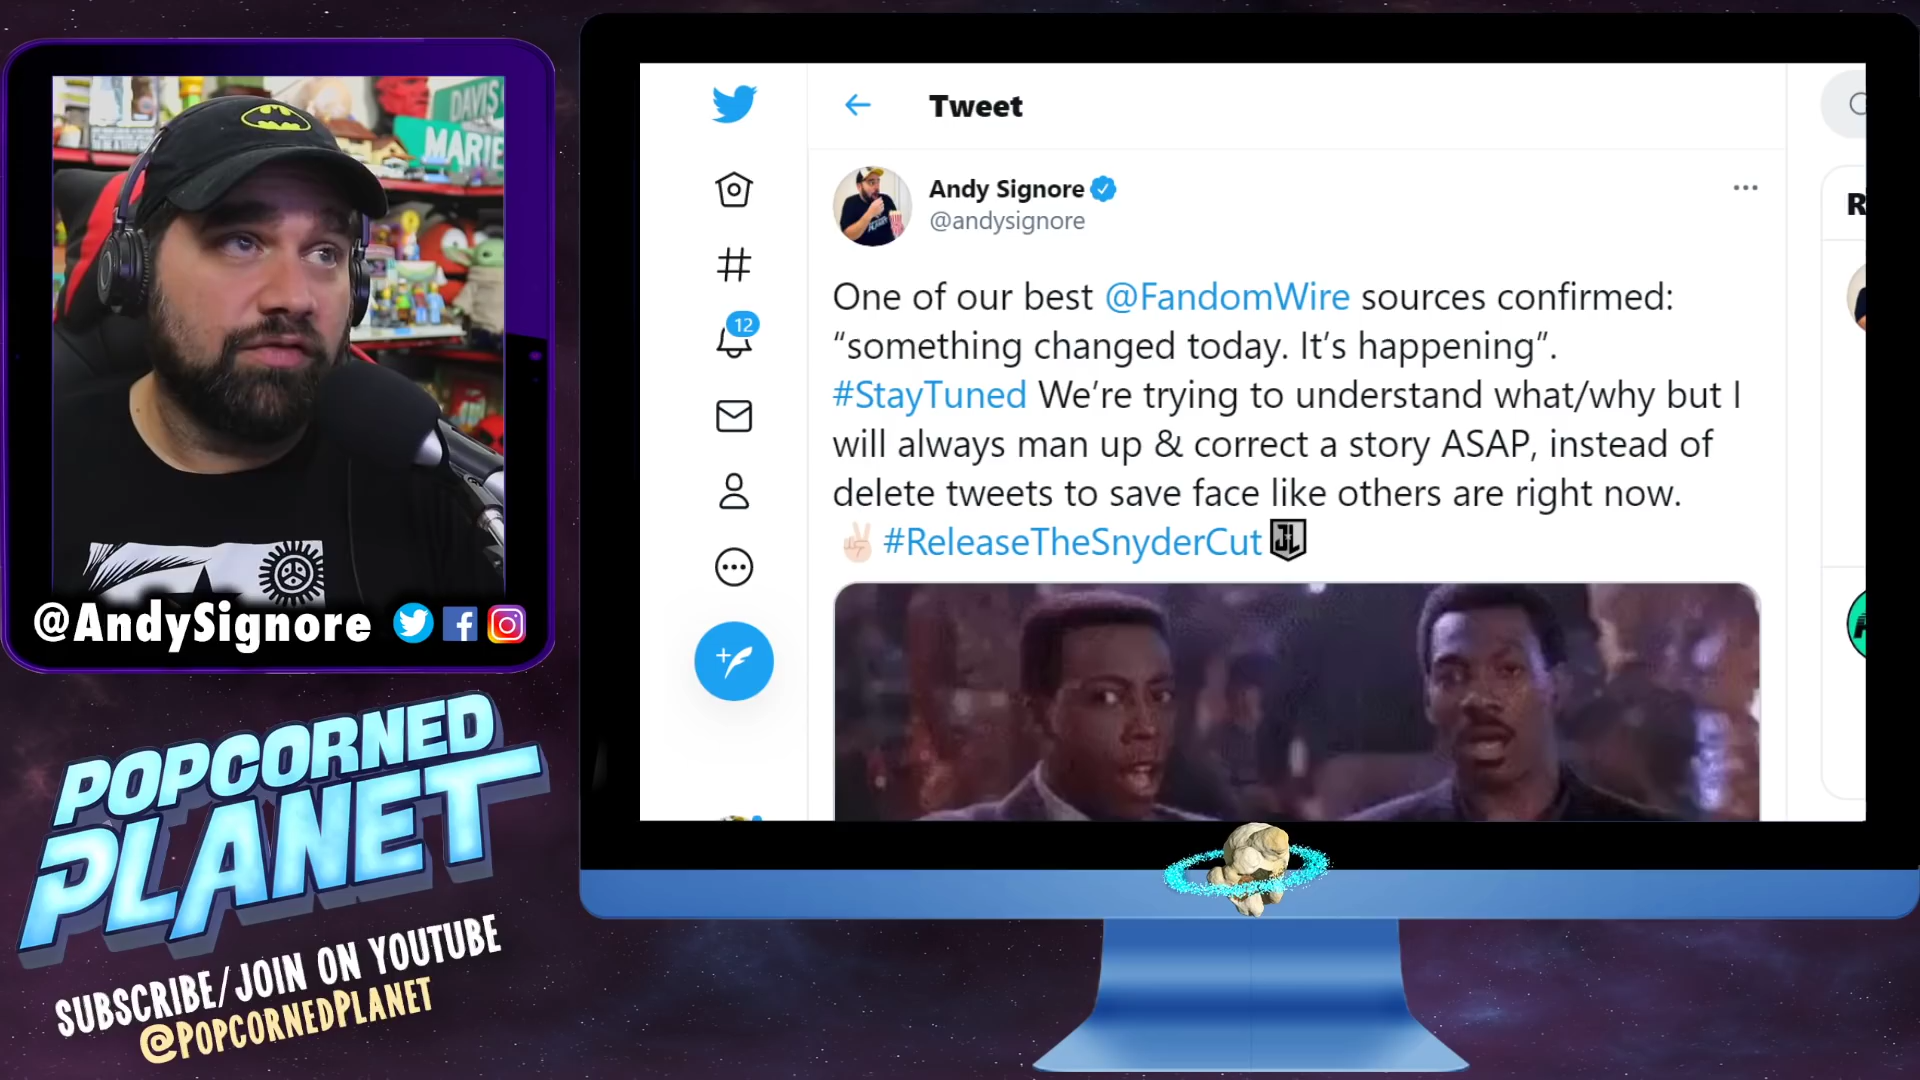 DAVIS
MARIE
@AndySignore
POPCORNED
PLANET
SUBSCRIBE/JOIN ON YOUTUBE
@POPCORNEDPLANET
Tweet
Andy Signore
@andysignore
One of our best @FandomWire sources confirmed:
“something changed today. It’s happening”.
#StayTuned We’re trying to understand what/why but I
will always man up & correct a story ASAP, instead of
delete tweets to save face like others are right now.
✌🏻 #ReleaseTheSnyderCut
JL
12
R